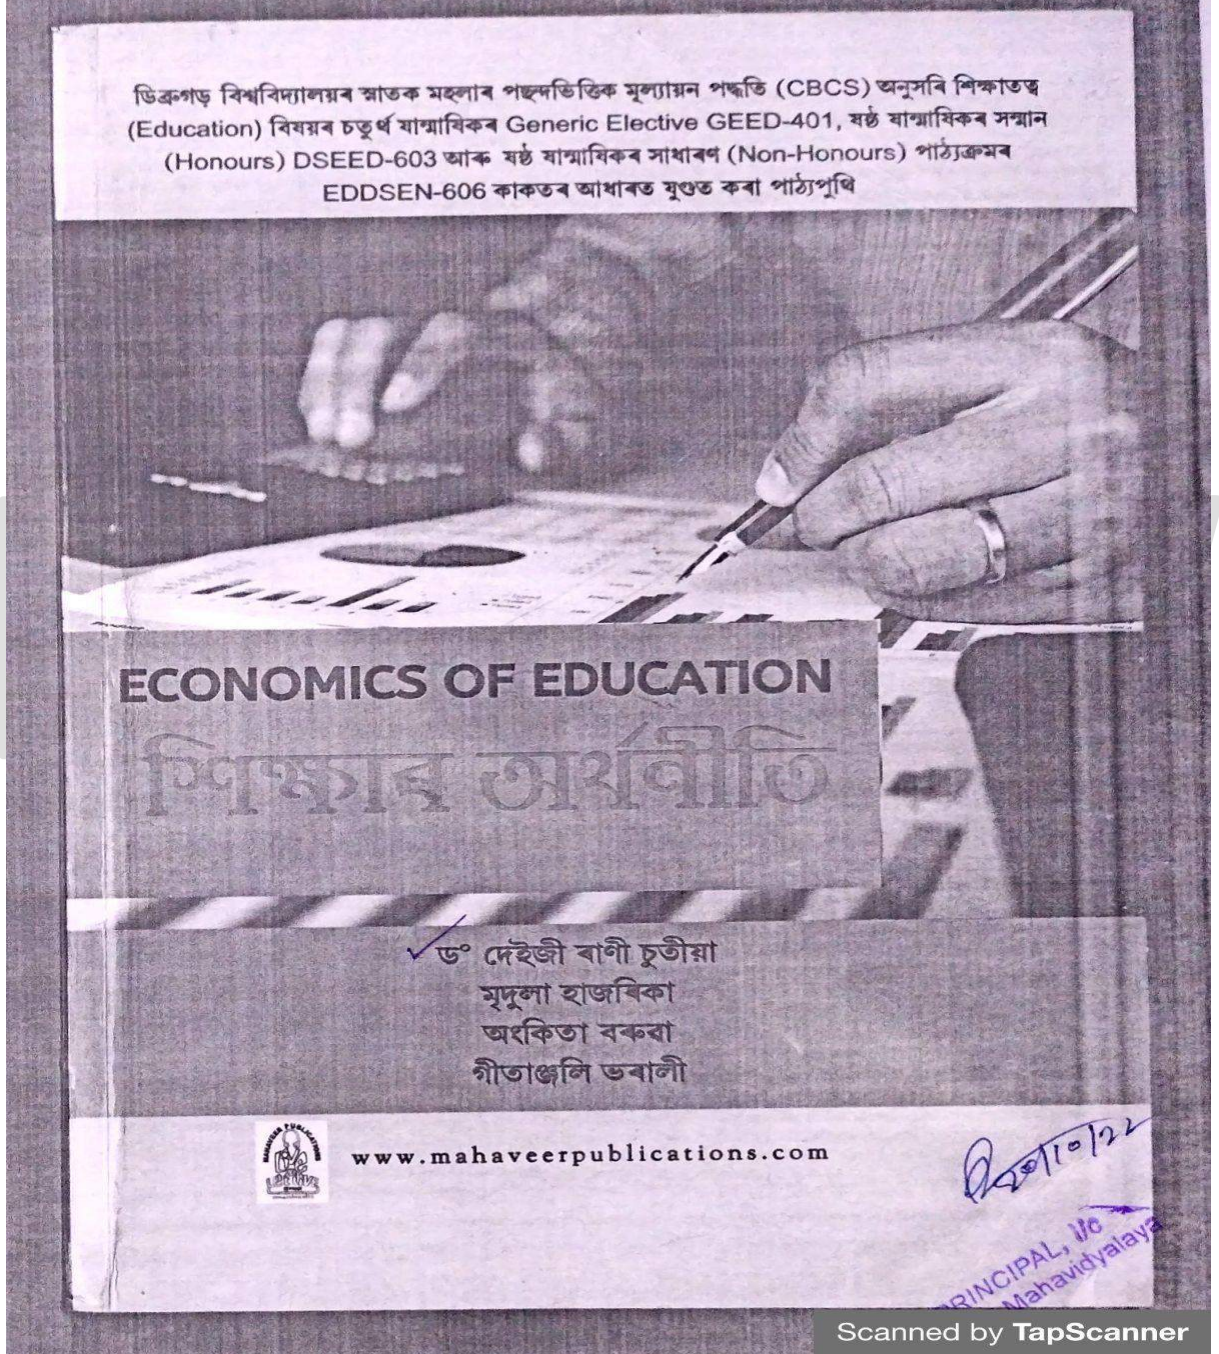 ডিব্ৰুগড় বিশ্ববিদ্যালয়ৰ স্নাতক মহলাৰ পছন্দভিত্তিক মূল্যায়ন পদ্ধতি (CBCS) অনুসৰি শিক্ষাতত্ত্ব
(Education) বিষয়ৰ চতুৰ্থ ষান্মাষিকৰ Generic Elective GEED-401, ষষ্ঠ ষান্মাষিকৰ সন্মান
(Honours) DSEED-603 আৰু ষষ্ঠ ষান্মাষিকৰ সাধাৰণ (Non-Honours) পাঠ্যক্ৰমৰ
EDDSEN-606 কাকতৰ আধাৰত যুগুত কৰা পাঠ্যপুথি
ECONOMICS OF EDUCATION
শিক্ষাৰ অৰ্থনীতি
ড° দেইজী ৰাণী চুতীয়া
মৃদুলা হাজৰিকা
অংকিতা বৰুৱা
গীতাঞ্জলি ভৰালী
MAHAVEER PUBLICATIONS
www.mahaveerpublications.com
PRINCIPAL, I/c
Mahavidyalaya
Scanned by TapScanner